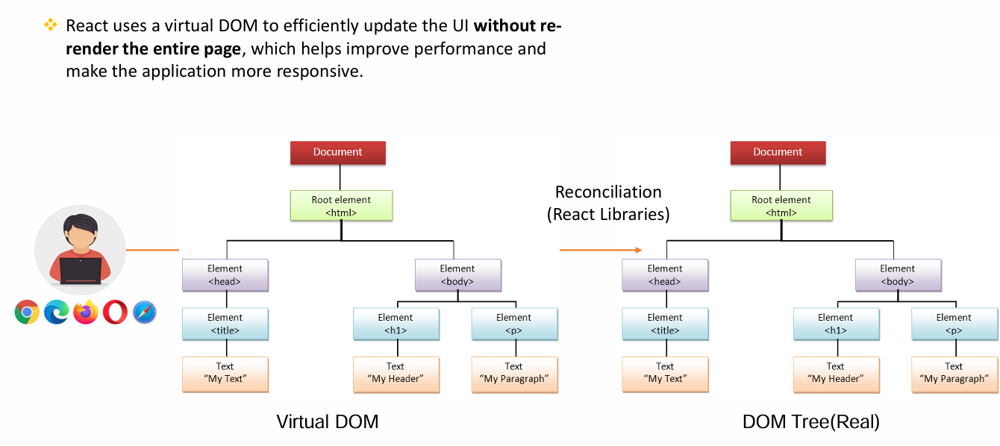 React uses a virtual DOM to efficiently update the UI without re-
render the entire page, which helps improve performance and
make the application more responsive.
Document
Root element
<html>
Element
<head>
Element
<body>
Element
<title>
Element
<h1>
Element
<p>
Text
“My Text”
Text
“My Header”
Text
“My Paragraph”
Virtual DOM
Reconciliation
(React Libraries)
Document
Root element
<html>
Element
<head>
Element
<body>
Element
<title>
Element
<h1>
Element
<p>
Text
“My Text”
Text
“My Header”
Text
“My Paragraph”
DOM Tree(Real)